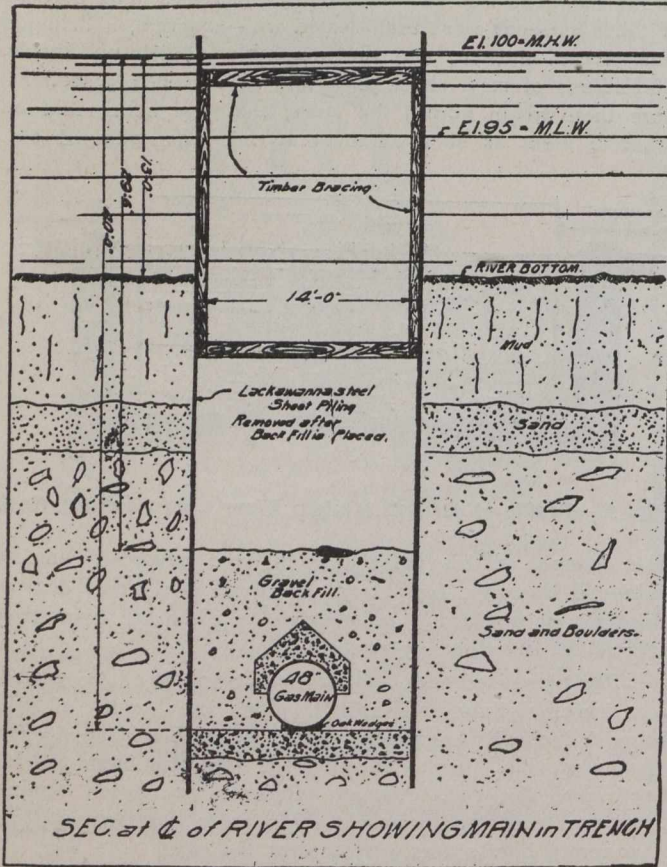 El.100=M.H.W.
El.95 = M.L.W.
Timber Bracing
13'-0"
29'-6"
40'-0"
RIVER BOTTOM.
14'-0"
Mud
Lackawanna steel
Sheet Piling
Removed after
Back Fill is Placed.
Sand
Gravel
Back Fill.
Sand and Boulders.
48"
Gas Main
Oak Wedges
SEC. at ℄ of RIVER SHOWING MAIN in TRENCH